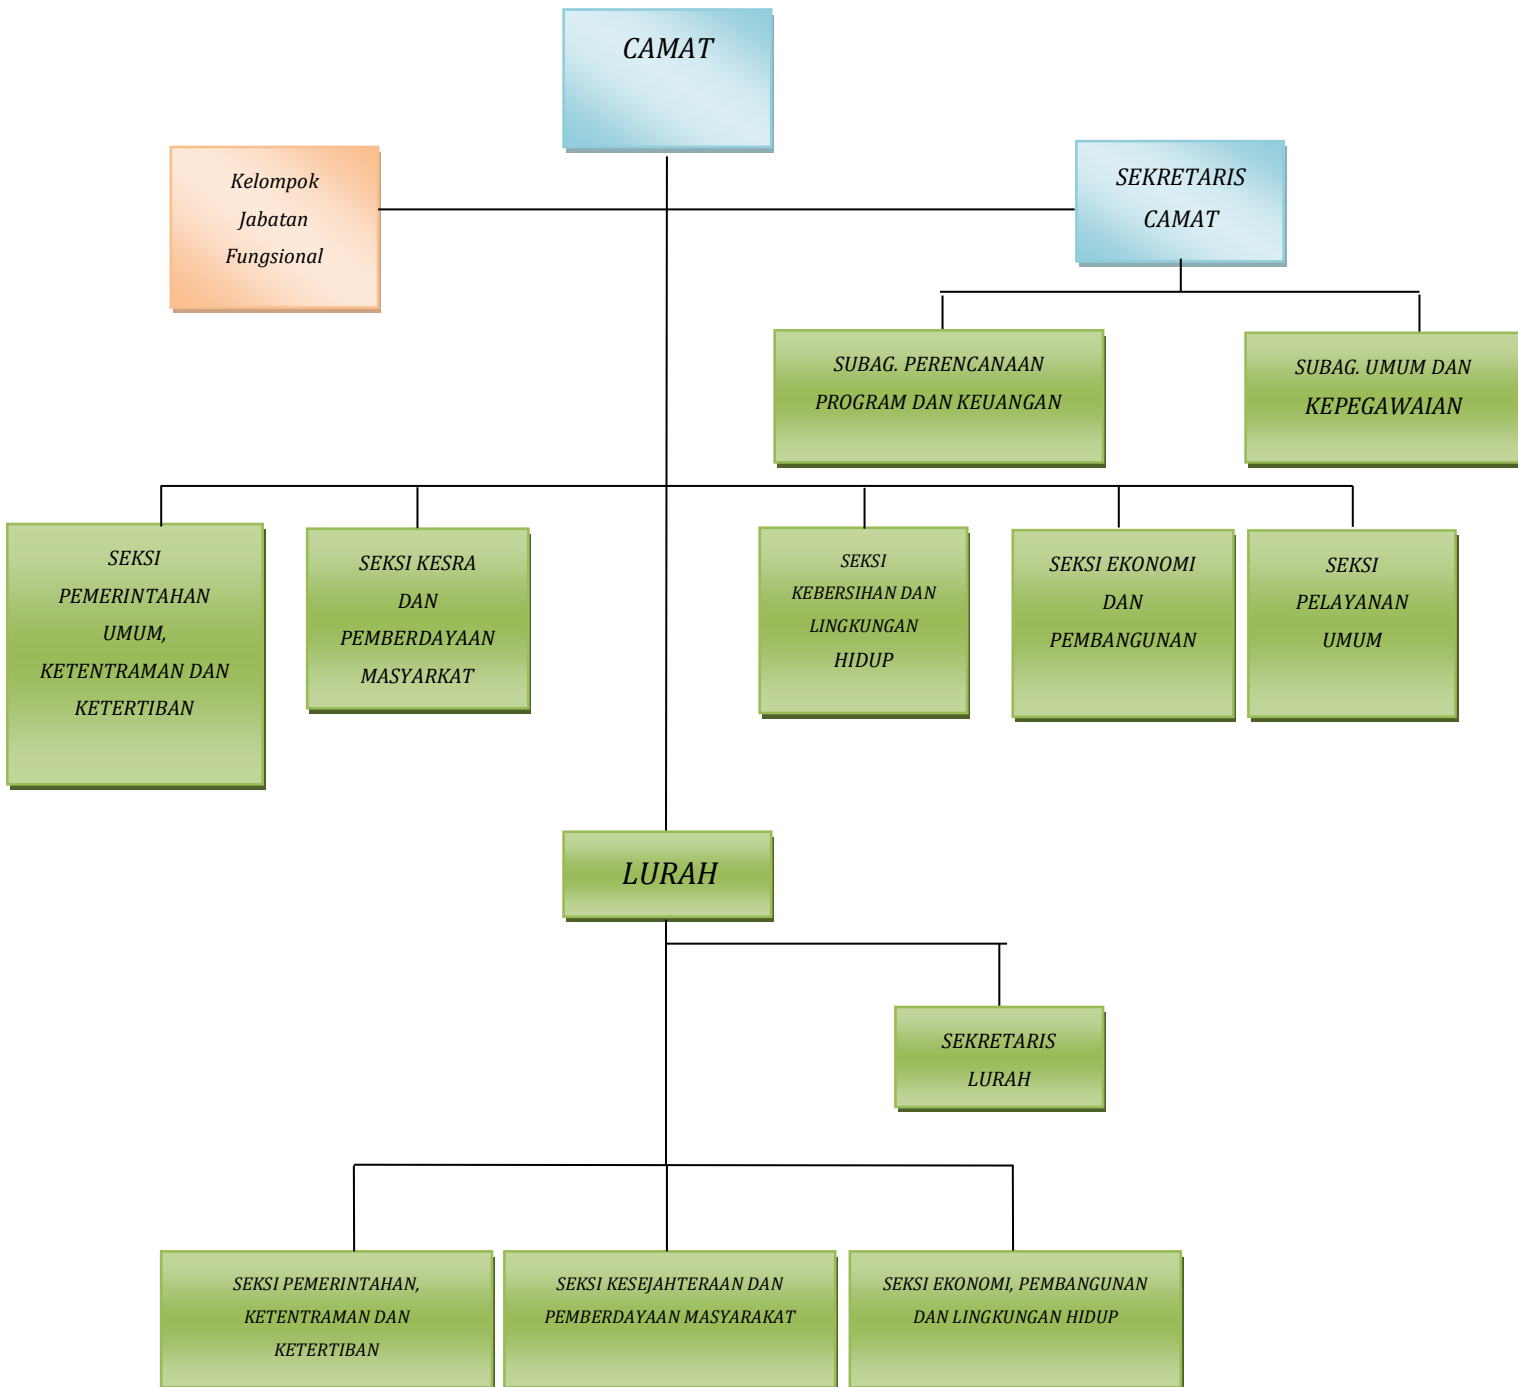 CAMAT
Kelompok
Jabatan
Fungsional
SEKRETARIS
CAMAT
SUBAG. PERENCANAAN
PROGRAM DAN KEUANGAN
SUBAG. UMUM DAN
KEPEGAWAIAN
SEKSI
PEMERINTAHAN
UMUM,
KETENTRAMAN DAN
KETERTIBAN
SEKSI KESRA
DAN
PEMBERDAYAAN
MASYARKAT
SEKSI
KEBERSIHAN DAN
LINGKUNGAN
HIDUP
SEKSI EKONOMI
DAN
PEMBANGUNAN
SEKSI
PELAYANAN
UMUM
LURAH
SEKRETARIS
LURAH
SEKSI PEMERINTAHAN,
KETENTRAMAN DAN
KETERTIBAN
SEKSI KESEJAHTERAAN DAN
PEMBERDAYAAN MASYARAKAT
SEKSI EKONOMI, PEMBANGUNAN
DAN LINGKUNGAN HIDUP